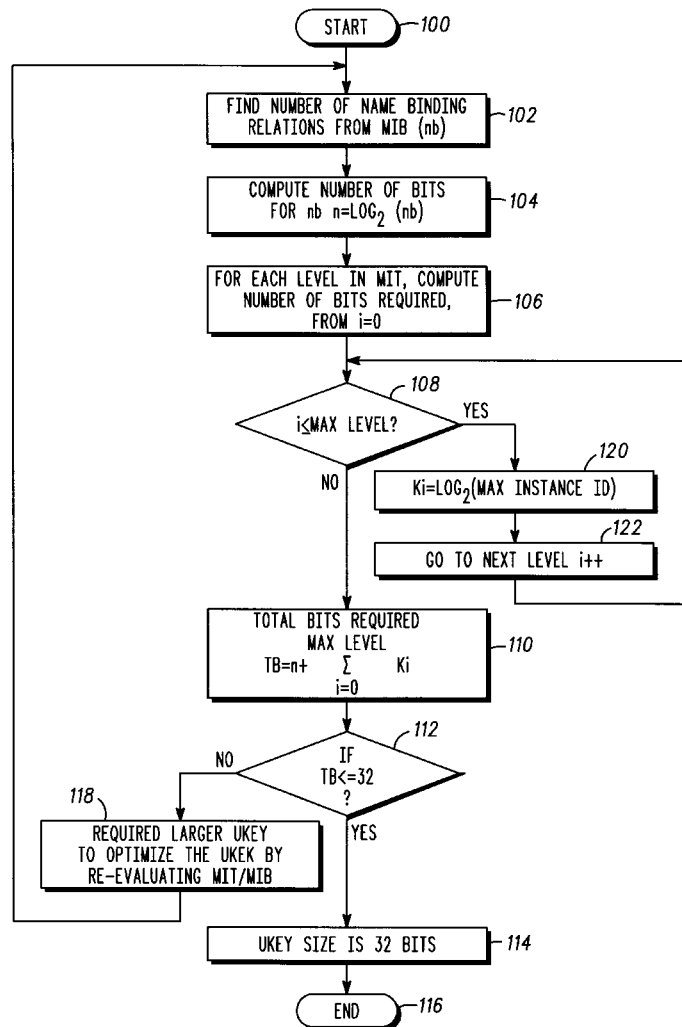 START
100
FIND NUMBER OF NAME BINDING
RELATIONS FROM MIB (nb)
102
COMPUTE NUMBER OF BITS
FOR nb n=LOG₂ (nb)
104
FOR EACH LEVEL IN MIT, COMPUTE
NUMBER OF BITS REQUIRED,
FROM i=0
106
i≤MAX LEVEL?
108
YES
NO
120
Ki=LOG₂(MAX INSTANCE ID)
122
GO TO NEXT LEVEL i++
TOTAL BITS REQUIRED
MAX LEVEL
TB=n+ Σ Ki
i=0
110
IF
TB<=32
?
112
NO
YES
118
REQUIRED LARGER UKEY
TO OPTIMIZE THE UKEK BY
RE-EVALUATING MIT/MIB
UKEY SIZE IS 32 BITS
114
END
116